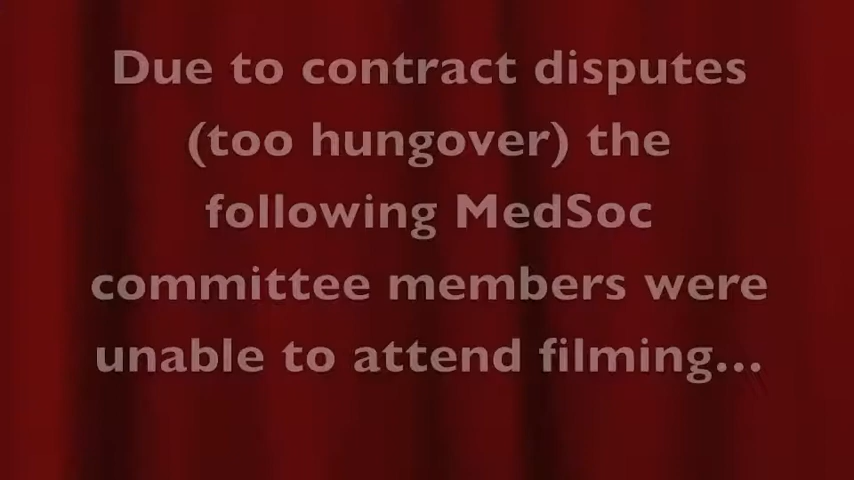 Due to contract disputes
(too hungover) the
following MedSoc
committee members were
unable to attend filming...